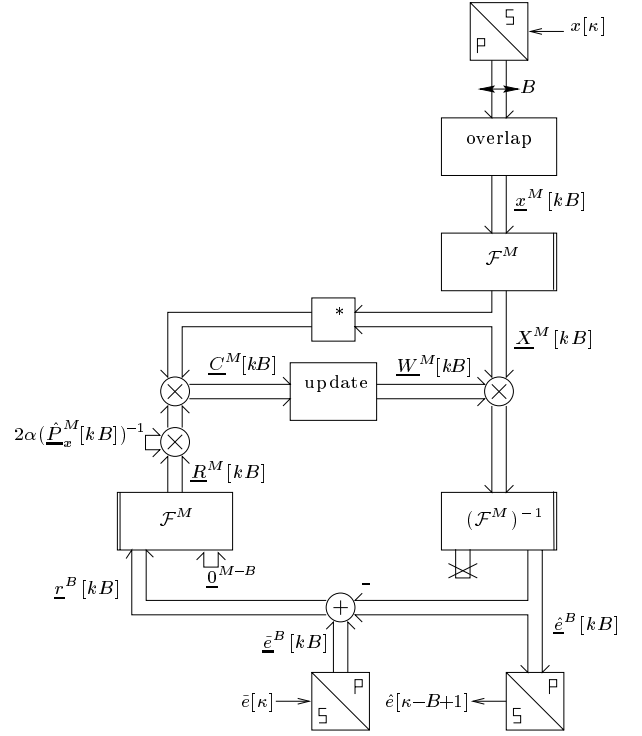 S
P
x[κ]
B
overlap
x̲^M[kB]
ℱ^M
*
X̲^M[kB]
C̲^M[kB]
update
W̲^M[kB]
×
×
2α(P̲̂_x^M[kB])^−1
×
R̲^M[kB]
ℱ^M
(ℱ^M)^−1
0̲^M−B
r̲^B[kB]
-
+
ê̲^B[kB]
ẽ̲^B[kB]
P
S
P
S
ẽ[κ]
ê[κ−B+1]